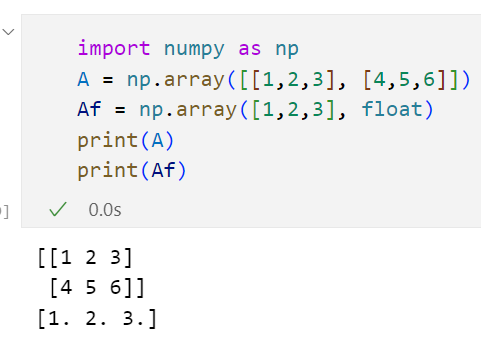 import numpy as np
A = np.array([[1,2,3], [4,5,6]])
Af = np.array([1,2,3], float)
print(A)
print(Af)
]
0.0s
[[1 2 3]
 [4 5 6]]
[1. 2. 3.]